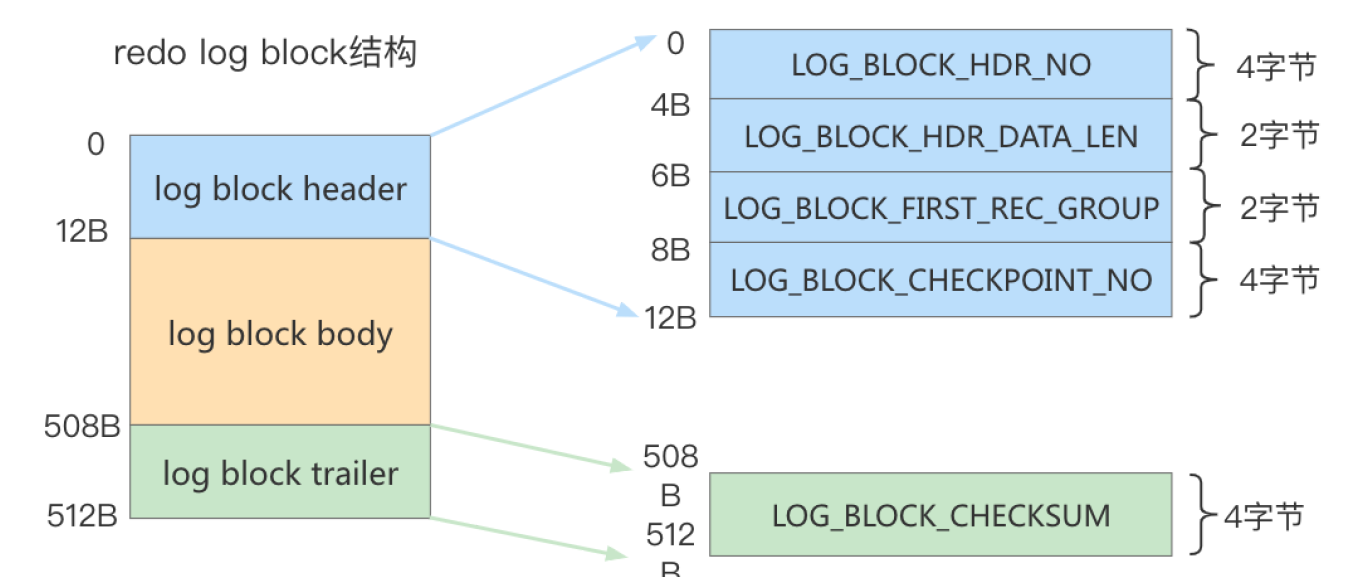 redo log block结构
0
log block header
12B
log block body
508B
log block trailer
512B
0
LOG_BLOCK_HDR_NO
4字节
4B
LOG_BLOCK_HDR_DATA_LEN
2字节
6B
LOG_BLOCK_FIRST_REC_GROUP
2字节
8B
LOG_BLOCK_CHECKPOINT_NO
4字节
12B
508
B
LOG_BLOCK_CHECKSUM
4字节
512
B